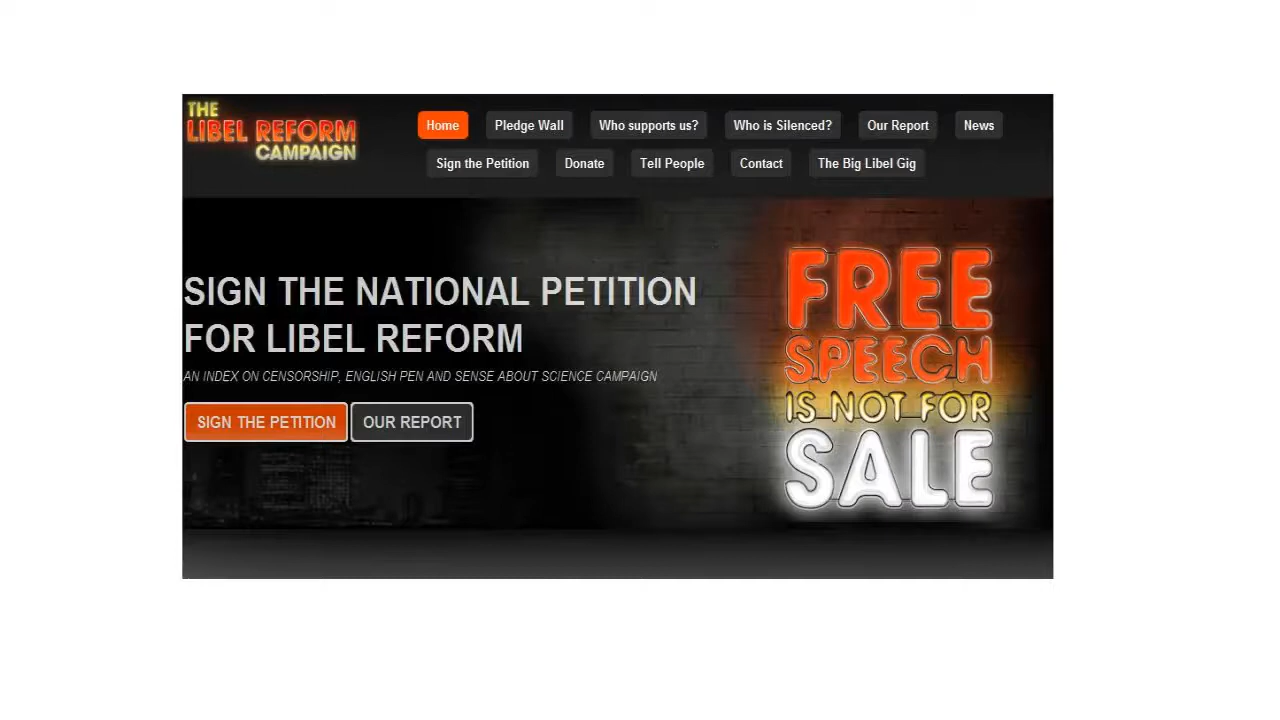 THE
LIBEL REFORM
CAMPAIGN
Home Pledge Wall Who supports us? Who is Silenced? Our Report News
Sign the Petition Donate Tell People Contact The Big Libel Gig
SIGN THE NATIONAL PETITION
FOR LIBEL REFORM
AN INDEX ON CENSORSHIP, ENGLISH PEN AND SENSE ABOUT SCIENCE CAMPAIGN
SIGN THE PETITION OUR REPORT
FREE
SPEECH
IS NOT FOR
SALE